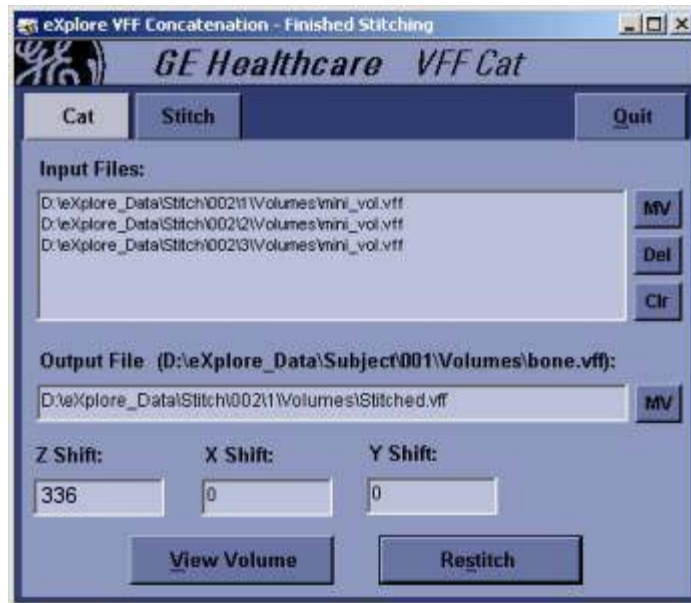 eXplore VFF Concatenation - Finished Stitching
GE Healthcare VFF Cat
Cat Stitch Quit
Input Files:
D:\eXplore_Data\Stitch\002\1\Volumes\mini_vol.vff
D:\eXplore_Data\Stitch\002\2\Volumes\mini_vol.vff
D:\eXplore_Data\Stitch\002\3\Volumes\mini_vol.vff
MV
Del
Clr
Output File (D:\eXplore_Data\Subject\001\Volumes\bone.vff):
D:\eXplore_Data\Stitch\002\1\Volumes\Stitched.vff
MV
Z Shift: X Shift: Y Shift:
336 0 0
View Volume Restitch